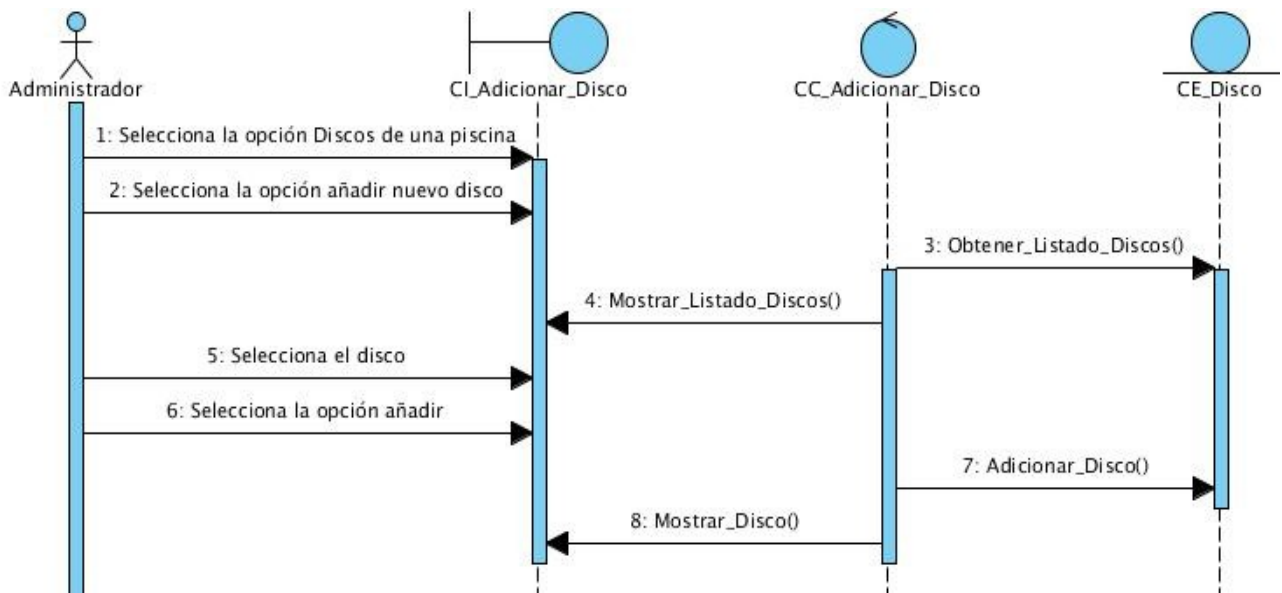 Administrador
CI_Adicionar_Disco
CC_Adicionar_Disco
CE_Disco
1: Selecciona la opción Discos de una piscina
2: Selecciona la opción añadir nuevo disco
3: Obtener_Listado_Discos()
4: Mostrar_Listado_Discos()
5: Selecciona el disco
6: Selecciona la opción añadir
7: Adicionar_Disco()
8: Mostrar_Disco()